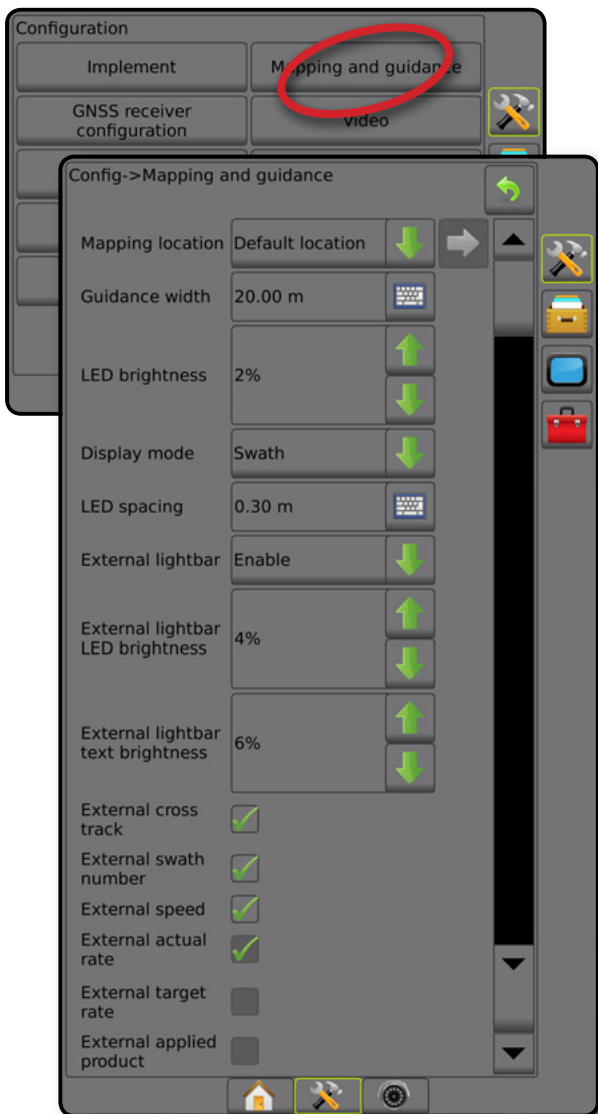 Configuration
Implement
Mapping and guidance
GNSS receiver
configuration
Video
Config->Mapping and guidance
Mapping location
Default location
Guidance width
20.00 m
LED brightness
2%
Display mode
Swath
LED spacing
0.30 m
External lightbar
Enable
External lightbar
LED brightness
4%
External lightbar
text brightness
6%
External cross
track
External swath
number
External speed
External actual
rate
External target
rate
External applied
product